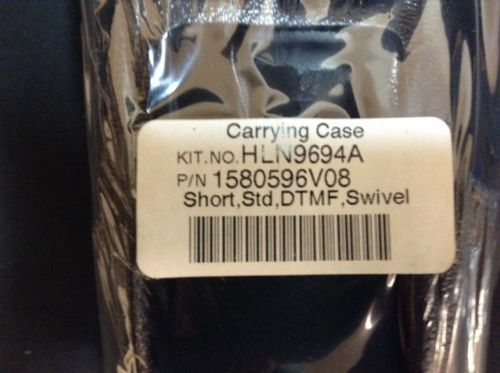 Carrying Case
KIT.NO.HLN9694A
P/N 1580596V08
Short,Std,DTMF,Swivel